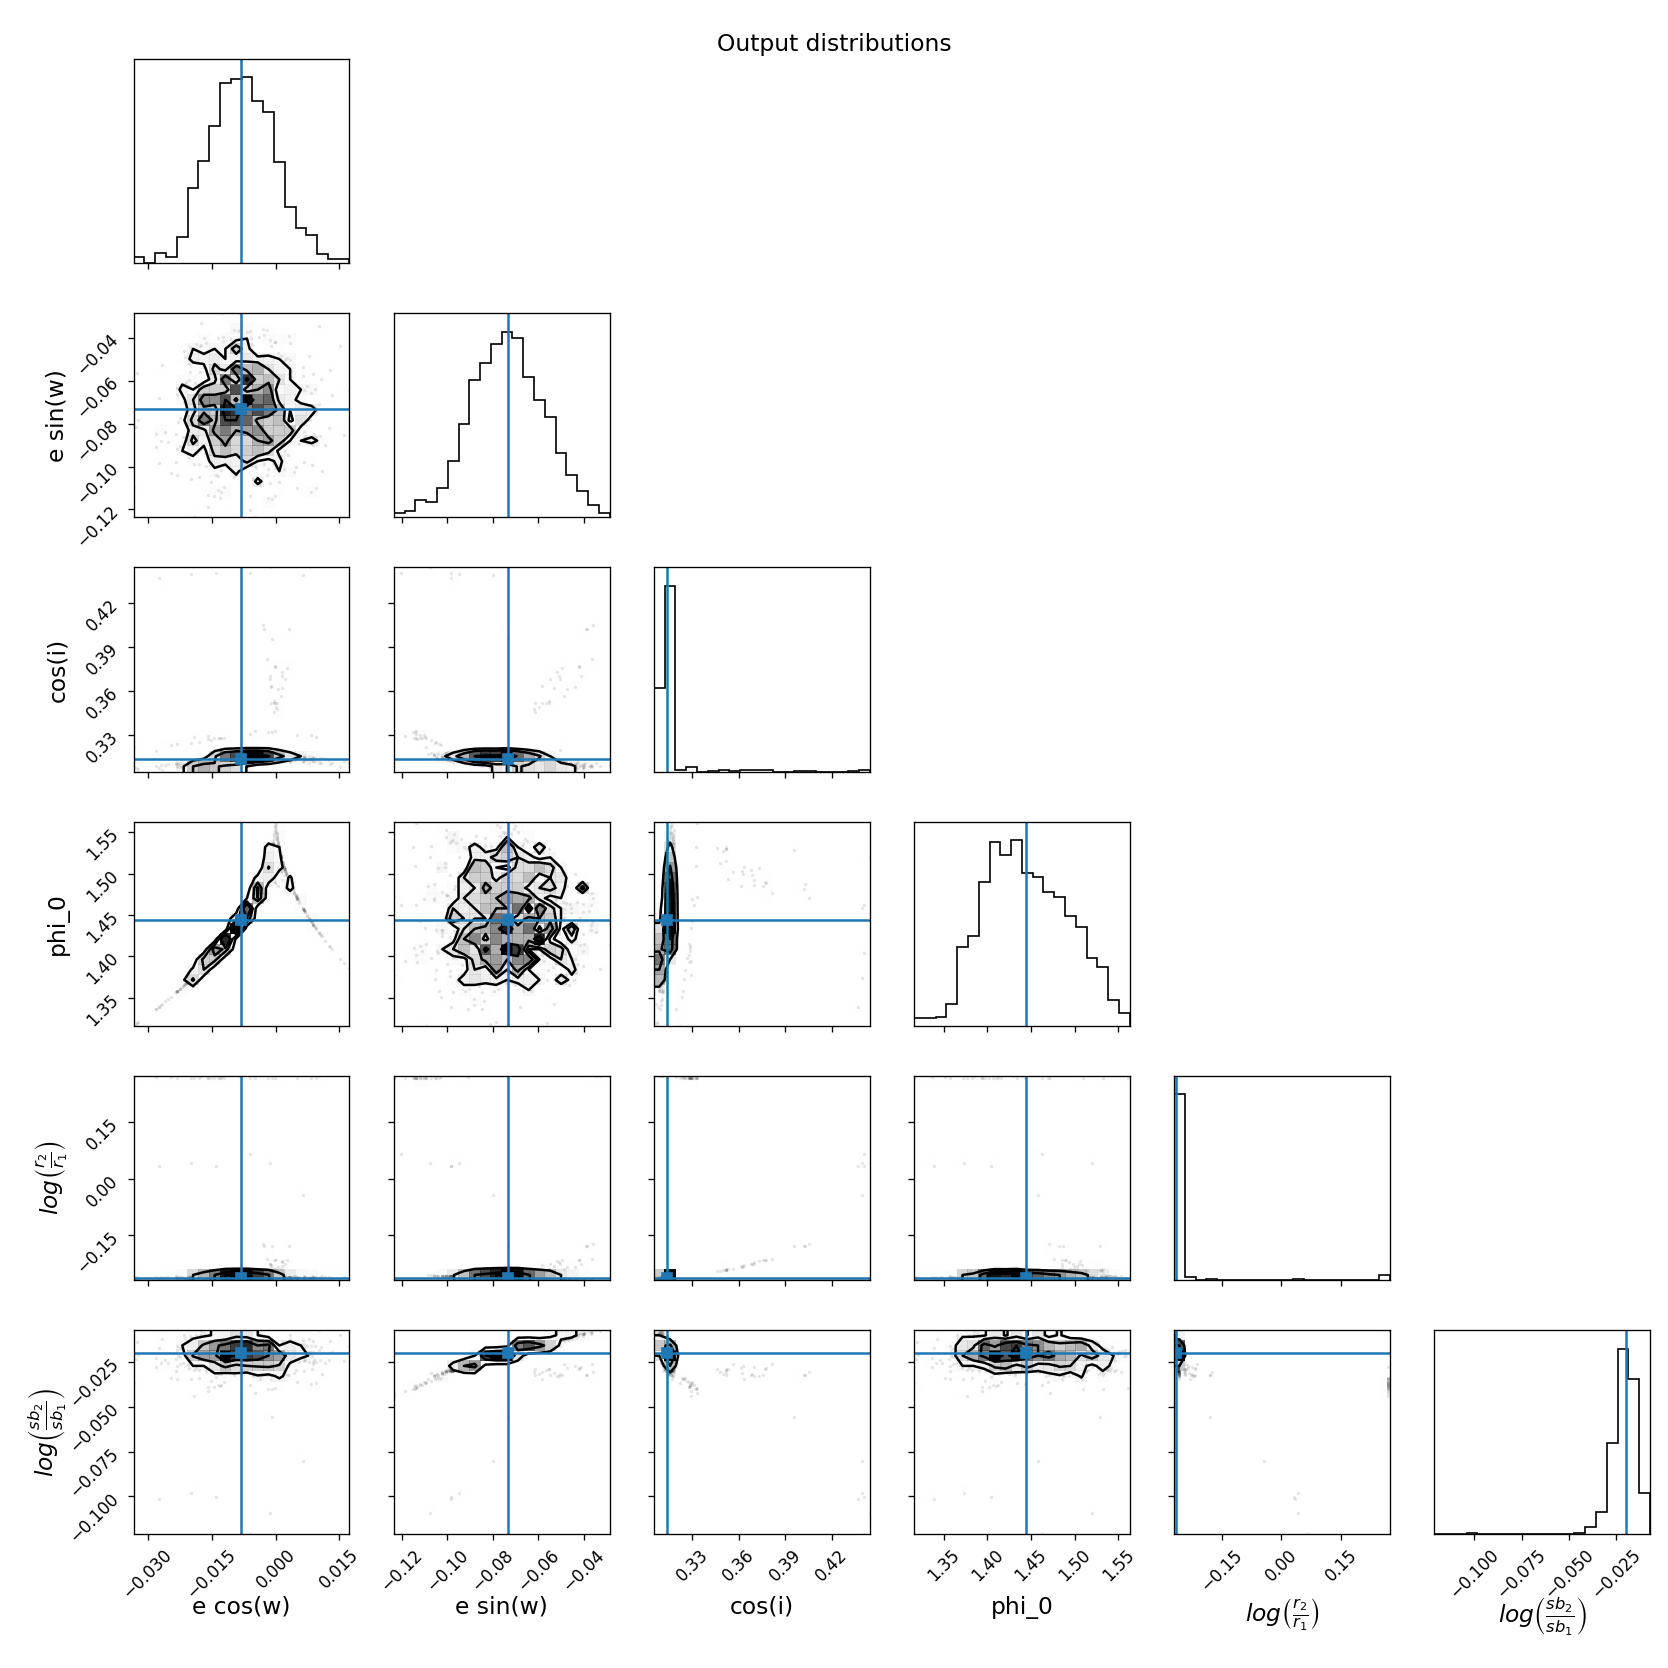 Output distributions
e sin(w)
−0.04
−0.06
−0.08
−0.10
−0.12
cos(i)
0.42
0.39
0.36
0.33
phi_0
1.55
1.50
1.45
1.40
1.35
log(r2/r1)
0.15
0.00
−0.15
log(sb2/sb1)
−0.025
−0.050
−0.075
−0.100
−0.030 −0.015 0.000 0.015
e cos(w)
−0.12 −0.10 −0.08 −0.06 −0.04
e sin(w)
0.33 0.36 0.39 0.42
cos(i)
1.35 1.40 1.45 1.50 1.55
phi_0
−0.15 0.00 0.15
log(r2/r1)
−0.100 −0.075 −0.050 −0.025
log(sb2/sb1)